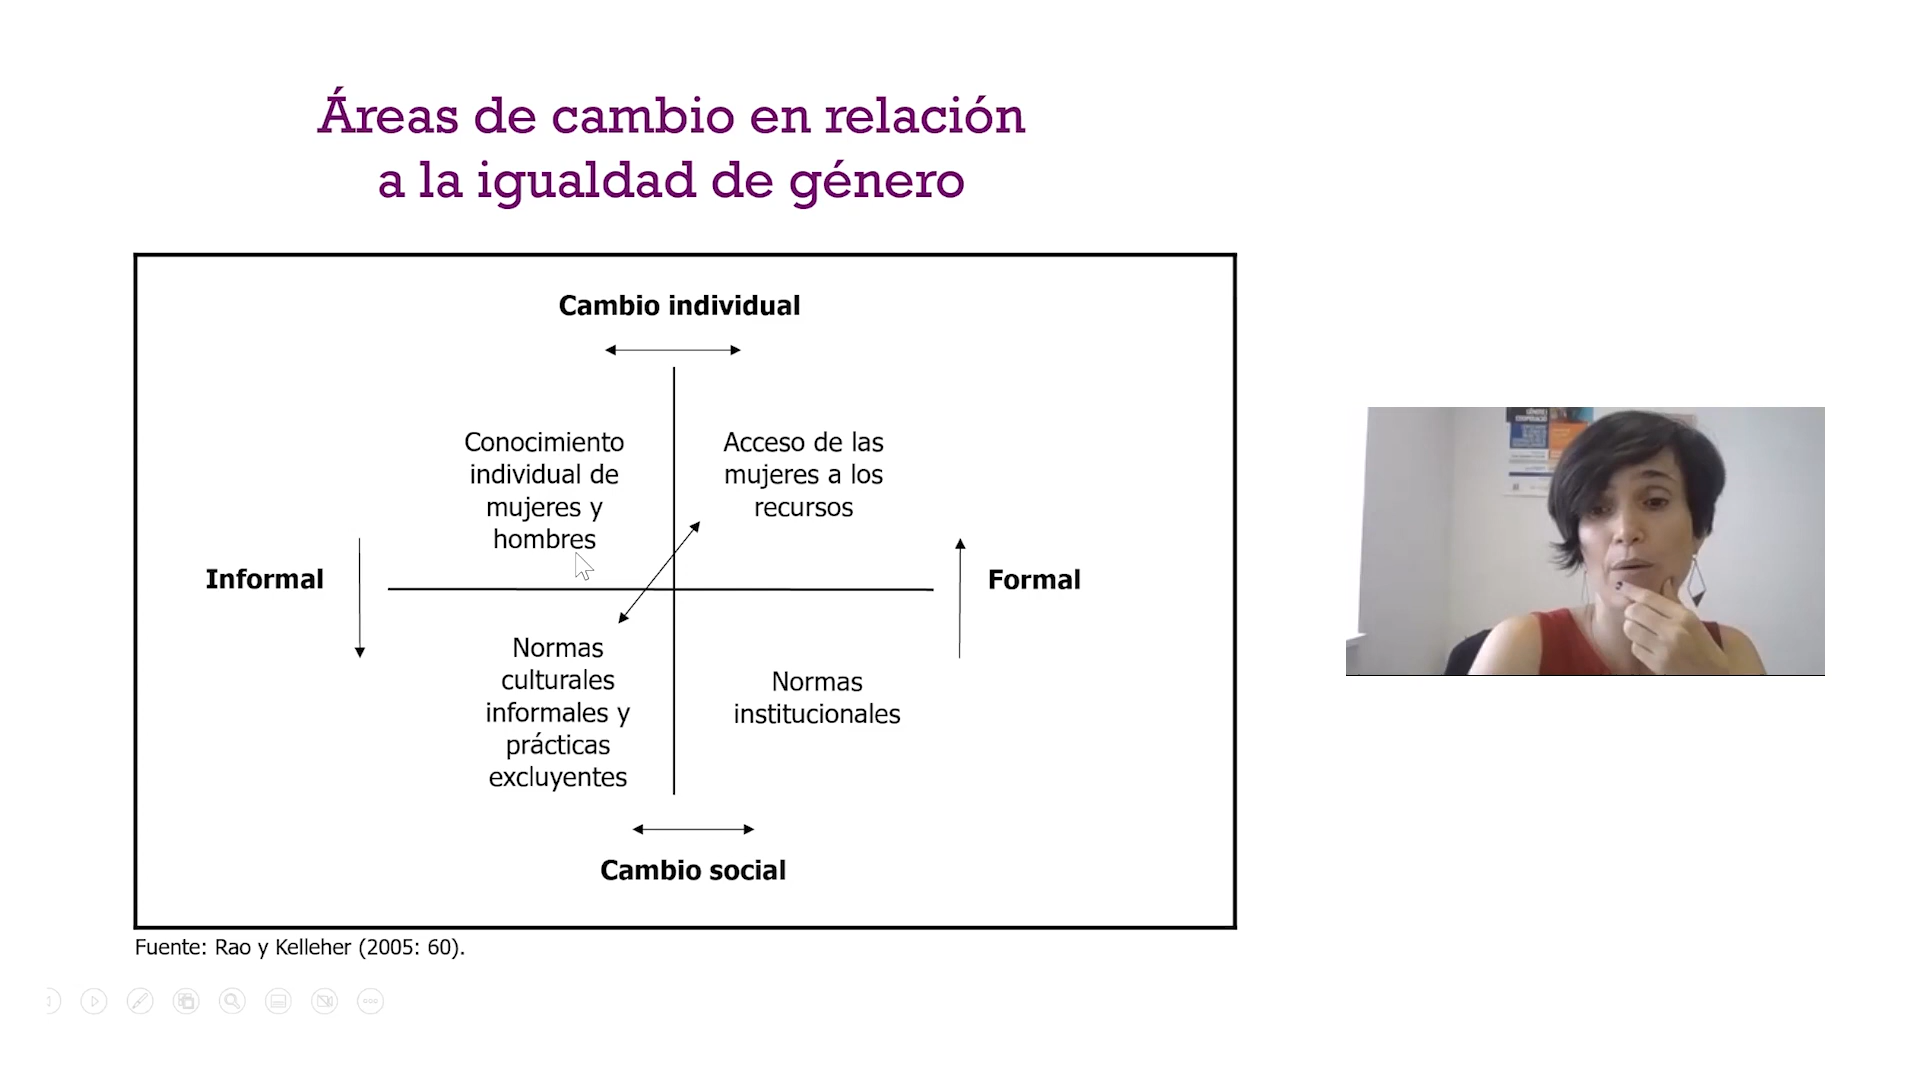 Áreas de cambio en relación
a la igualdad de género
Cambio individual
Conocimiento
individual de
mujeres y
hombres
Acceso de las
mujeres a los
recursos
Informal
Formal
Normas
culturales
informales y
prácticas
excluyentes
Normas
institucionales
Cambio social
Fuente: Rao y Kelleher (2005: 60).